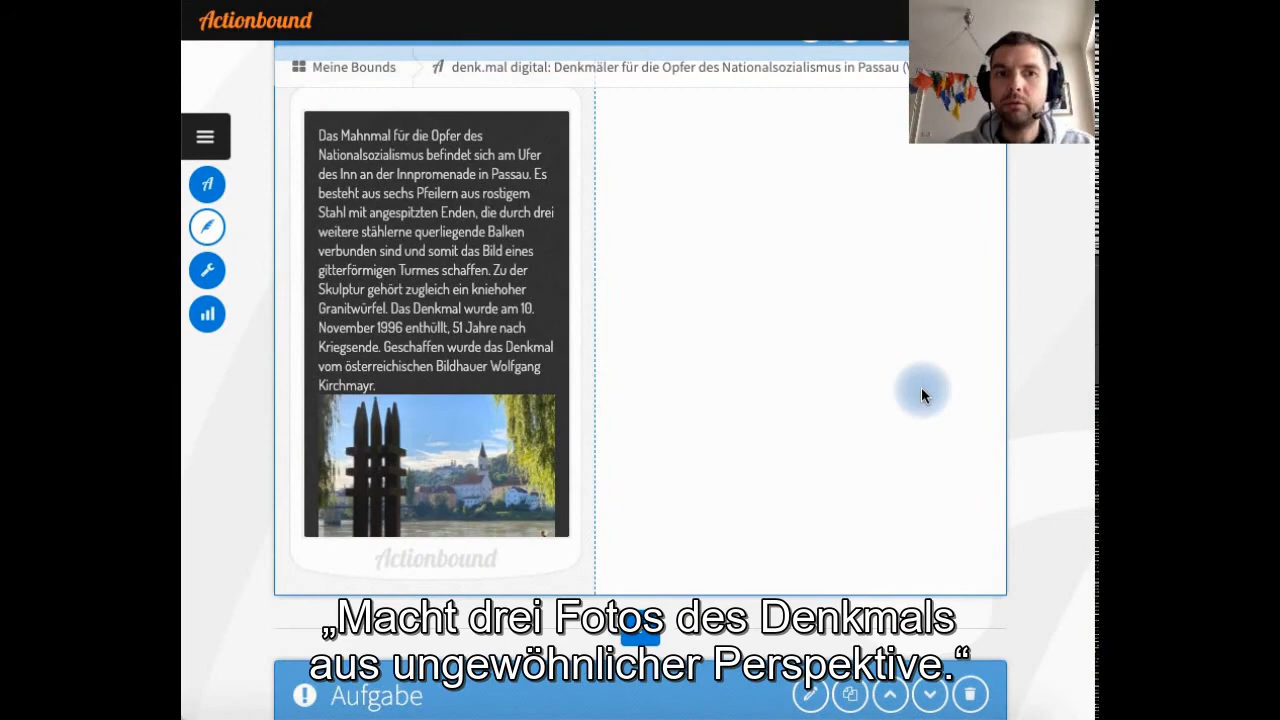 Actionbound
Meine Bounds
denk.mal digital: Denkmäler für die Opfer des Nationalsozialismus in Passau (
Das Mahnmal für die Opfer des
Nationalsozialismus befindet sich am Ufer
des Inn an der Innpromenade in Passau. Es
besteht aus sechs Pfeilern aus rostigem
Stahl mit angespitzten Enden, die durch drei
weitere stählerne querliegende Balken
verbunden sind und somit das Bild eines
gitterförmigen Turmes schaffen. Zu der
Skulptur gehört zugleich ein kniehoher
Granitwürfel. Das Denkmal wurde am 10.
November 1996 enthüllt, 51 Jahre nach
Kriegsende. Geschaffen wurde das Denkmal
vom österreichischen Bildhauer Wolfgang
Kirchmayr.
Actionbound
„Macht drei Fotos des Denkmals
aus ungewöhnlicher Perspektive.“
Aufgabe